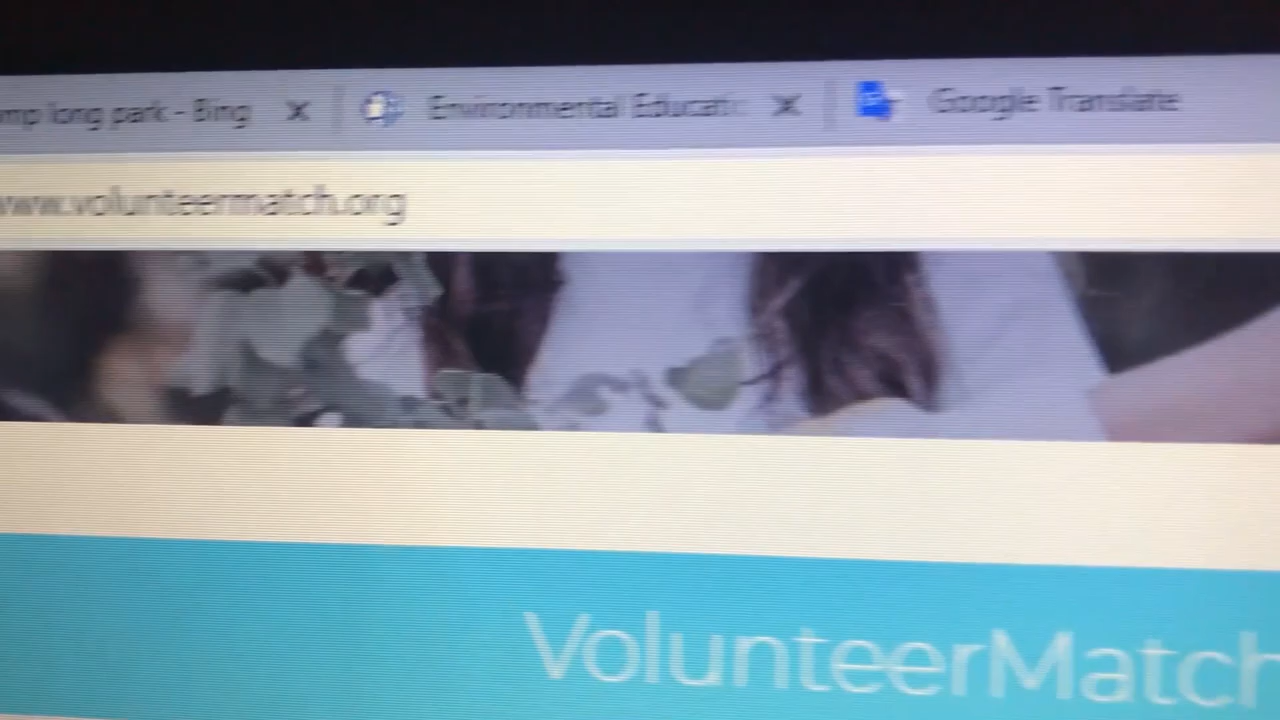 mp long park - Bing Environmental Educati Google Translate
www.volunteermatch.org
VolunteerMatch